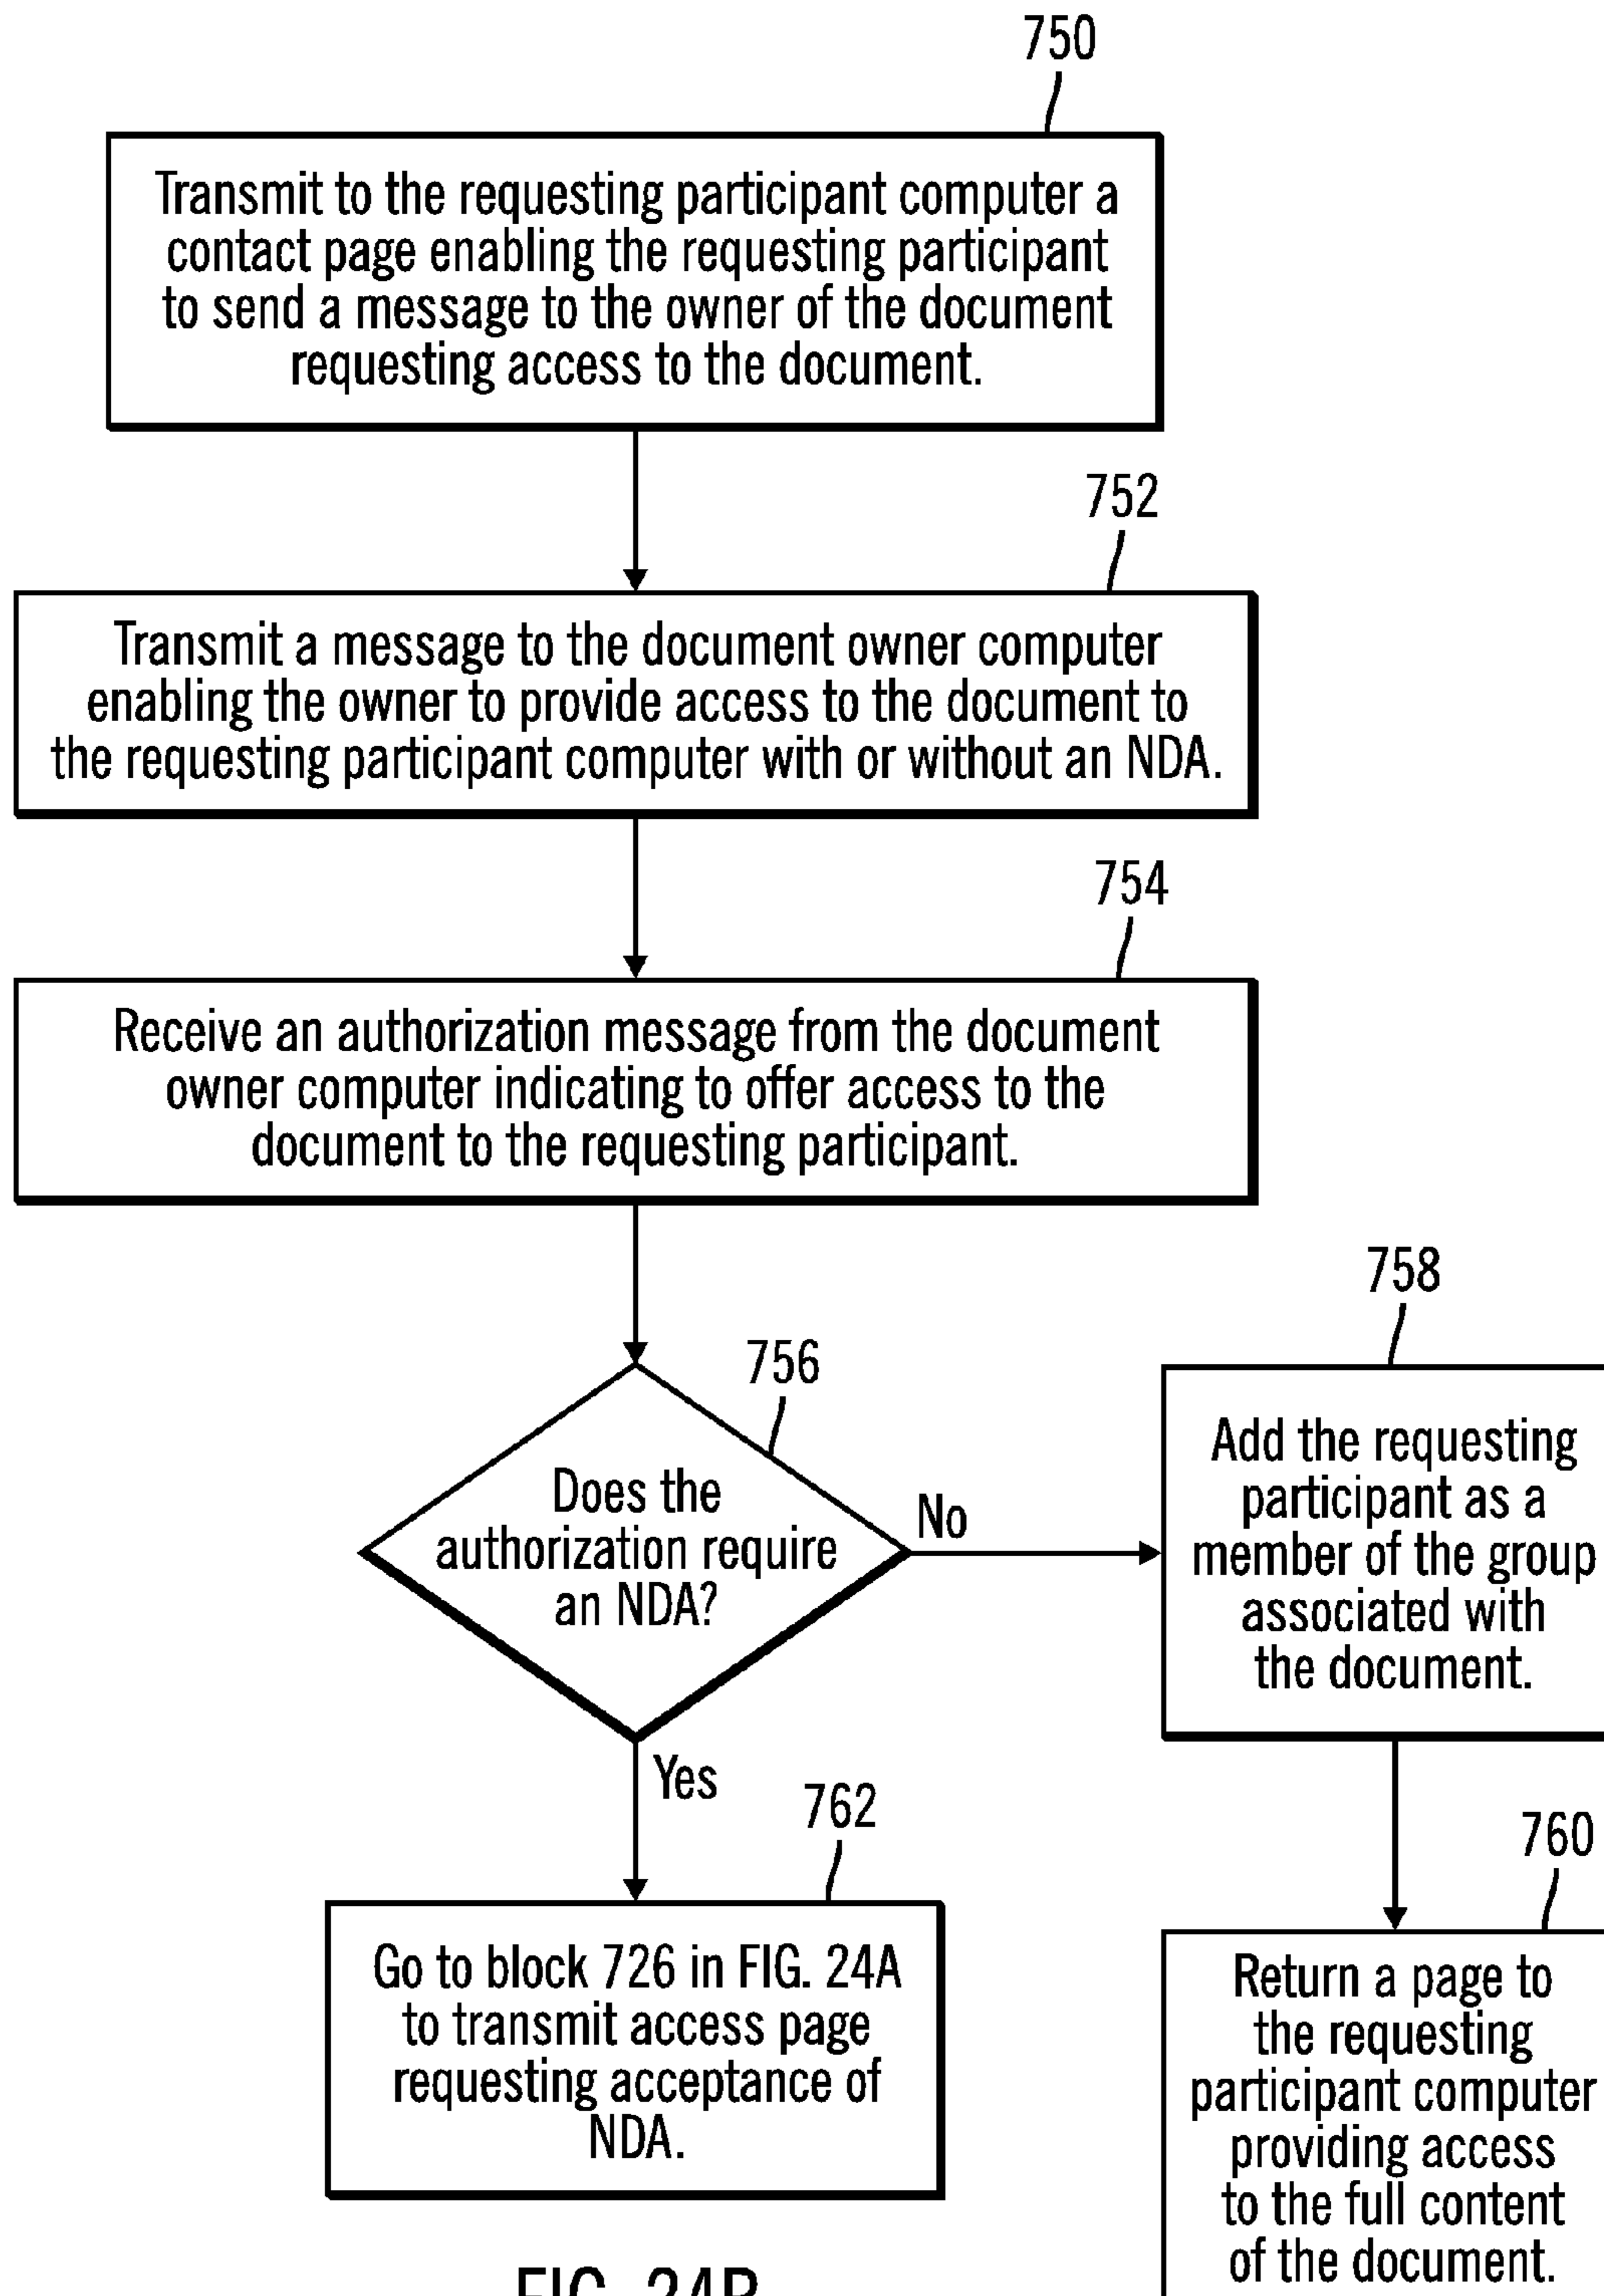 750
Transmit to the requesting participant computer a
contact page enabling the requesting participant
to send a message to the owner of the document
requesting access to the document.
752
Transmit a message to the document owner computer
enabling the owner to provide access to the document to
the requesting participant computer with or without an NDA.
754
Receive an authorization message from the document
owner computer indicating to offer access to the
document to the requesting participant.
756
Does the
authorization require
an NDA?
No
758
Add the requesting
participant as a
member of the group
associated with
the document.
Yes
762
Go to block 726 in FIG. 24A
to transmit access page
requesting acceptance of
NDA.
760
Return a page to
the requesting
participant computer
providing access
to the full content
of the document.
FIG. 24B